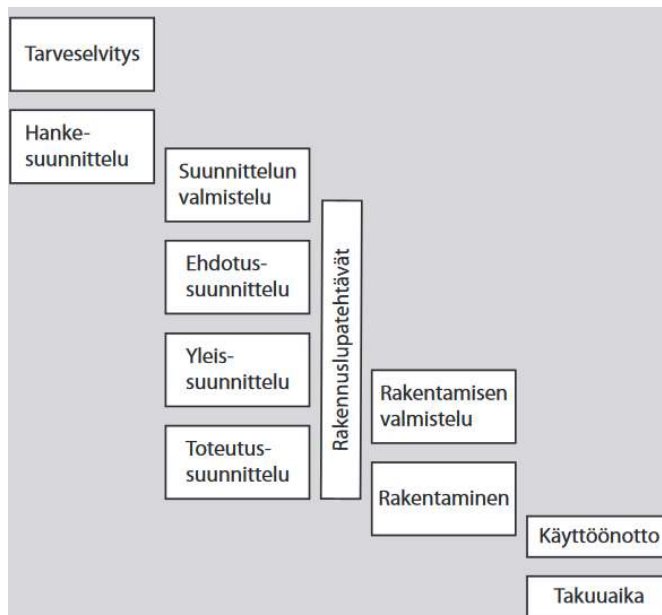 Tarveselvitys
Hanke-
suunnittelu
Suunnittelun
valmistelu
Ehdotus-
suunnittelu
Yleis-
suunnittelu
Toteutus-
suunnittelu
Rakennuslupatehtävät
Rakentamisen
valmistelu
Rakentaminen
Käyttöönotto
Takuuaika